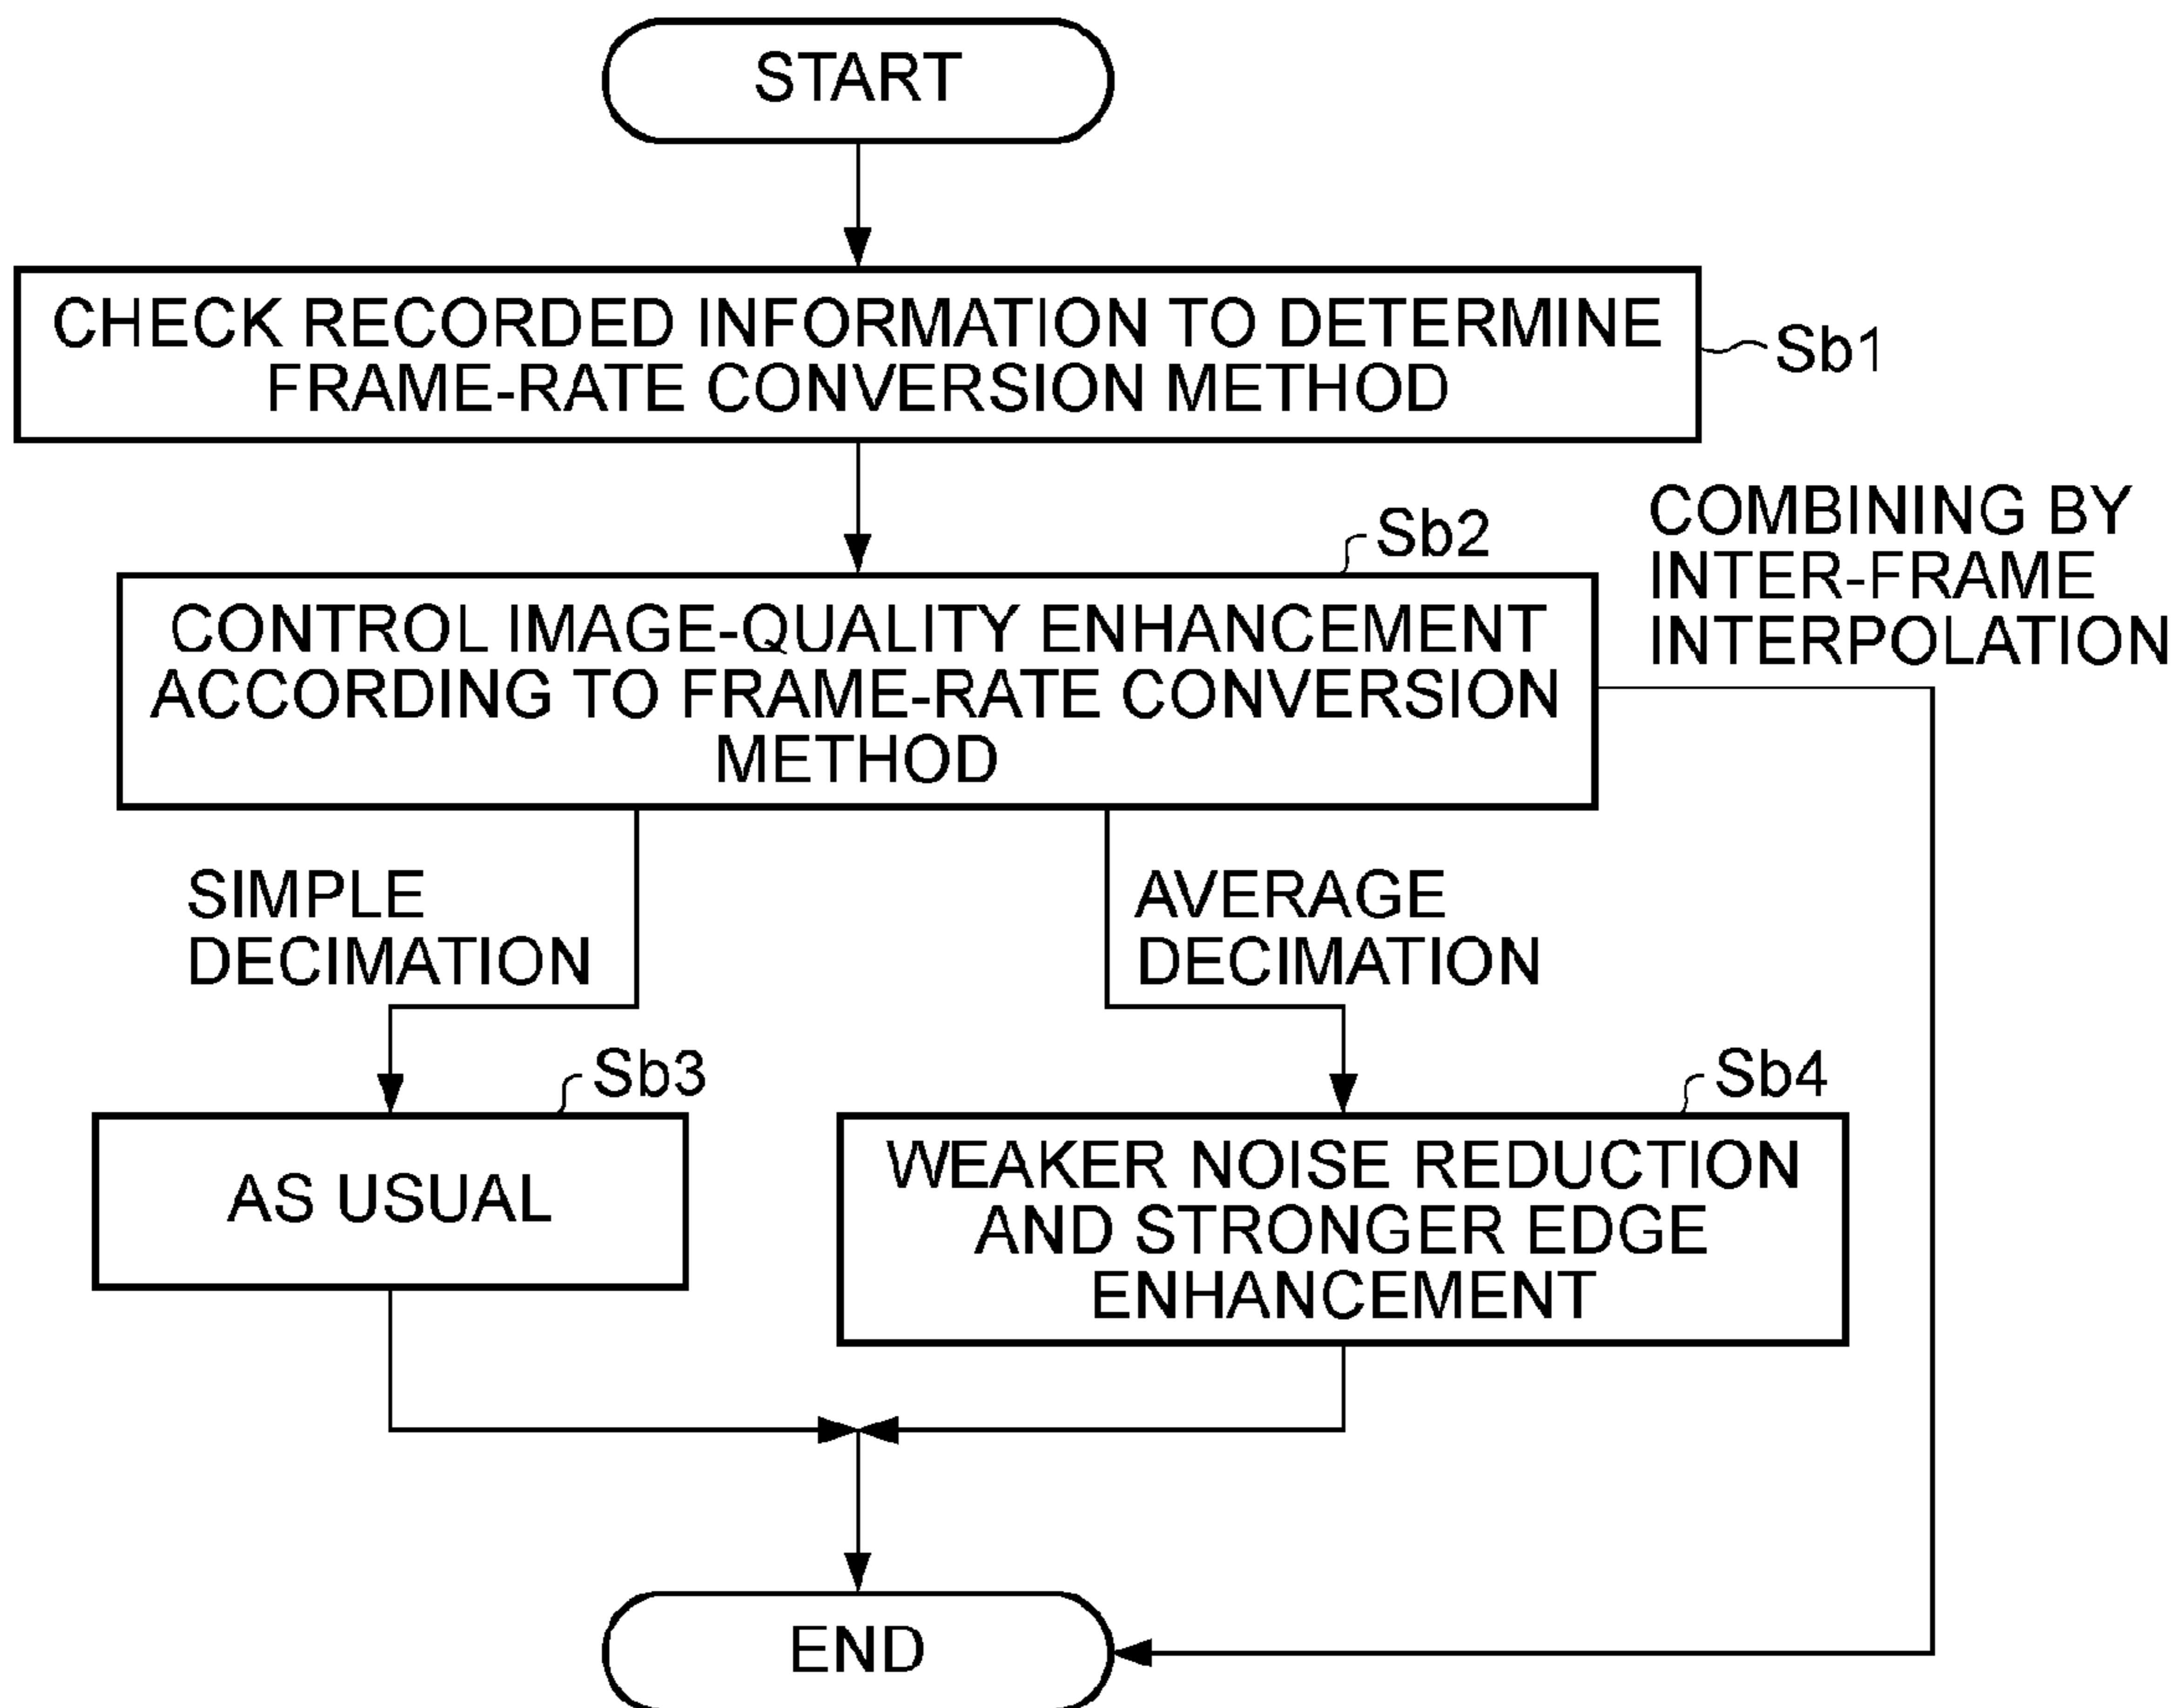 START
CHECK RECORDED INFORMATION TO DETERMINE
FRAME-RATE CONVERSION METHOD
Sb1
Sb2
COMBINING BY
INTER-FRAME
INTERPOLATION
CONTROL IMAGE-QUALITY ENHANCEMENT
ACCORDING TO FRAME-RATE CONVERSION
METHOD
SIMPLE
DECIMATION
AVERAGE
DECIMATION
Sb3
AS USUAL
Sb4
WEAKER NOISE REDUCTION
AND STRONGER EDGE
ENHANCEMENT
END